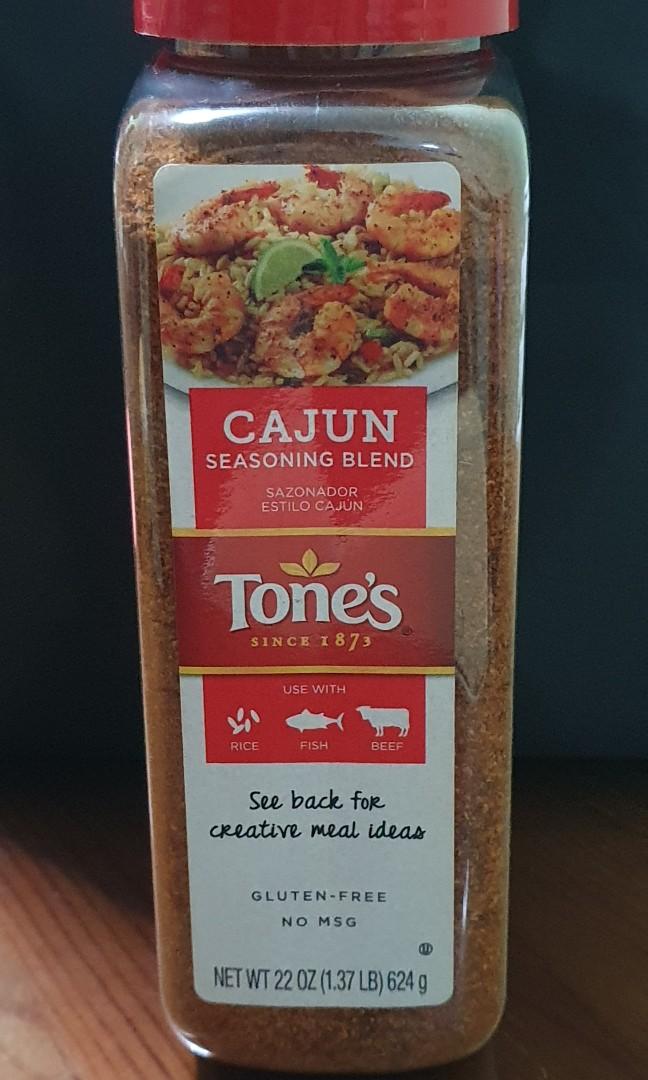 CAJUN
SEASONING BLEND
SAZONADOR
ESTILO CAJÚN
TONE'S
SINCE 1873
USE WITH
RICE FISH BEEF
See back for
creative meal ideas
GLUTEN-FREE
NO MSG
U
NET WT 22 OZ (1.37 LB) 624 g